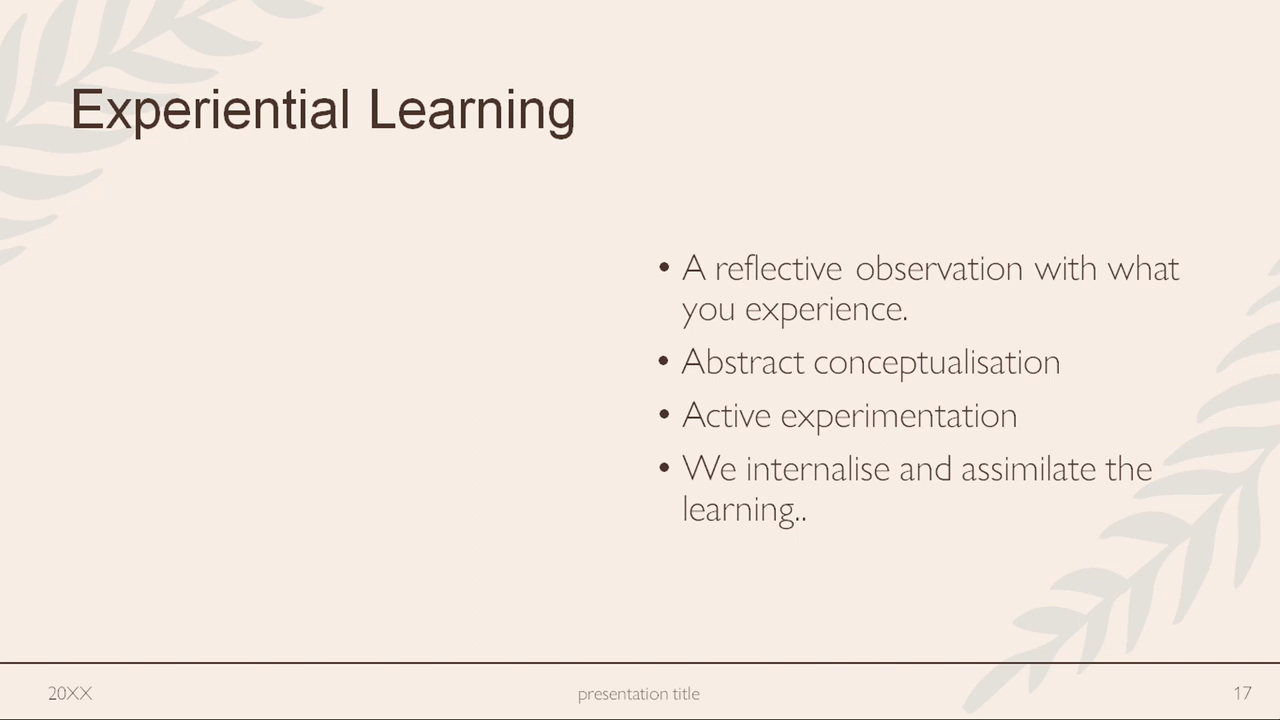 Experiential Learning
• A reflective observation with what
you experience.
• Abstract conceptualisation
• Active experimentation
• We internalise and assimilate the
learning..
20XX
presentation title
17